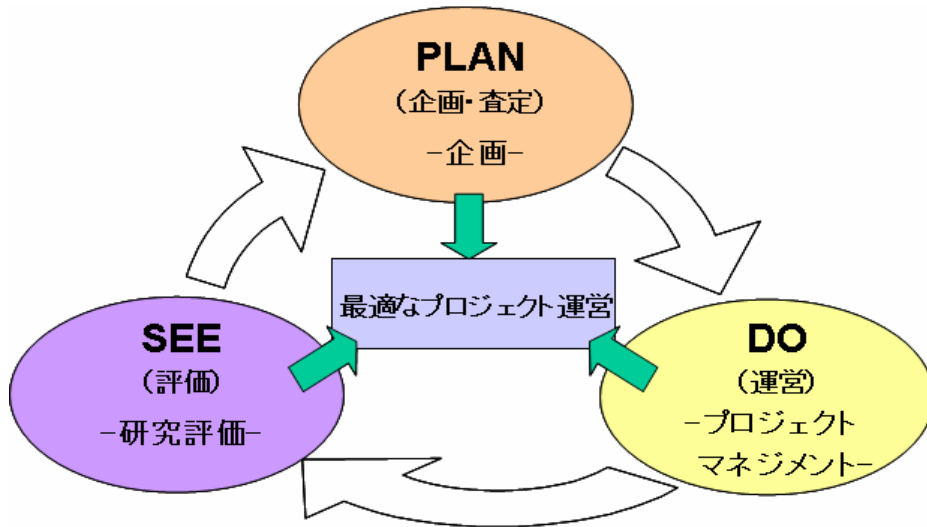 PLAN
(企画・査定)
-企画-
最適なプロジェクト運営
SEE
(評価)
-研究評価-
DO
(運営)
-プロジェクト
マネジメント-